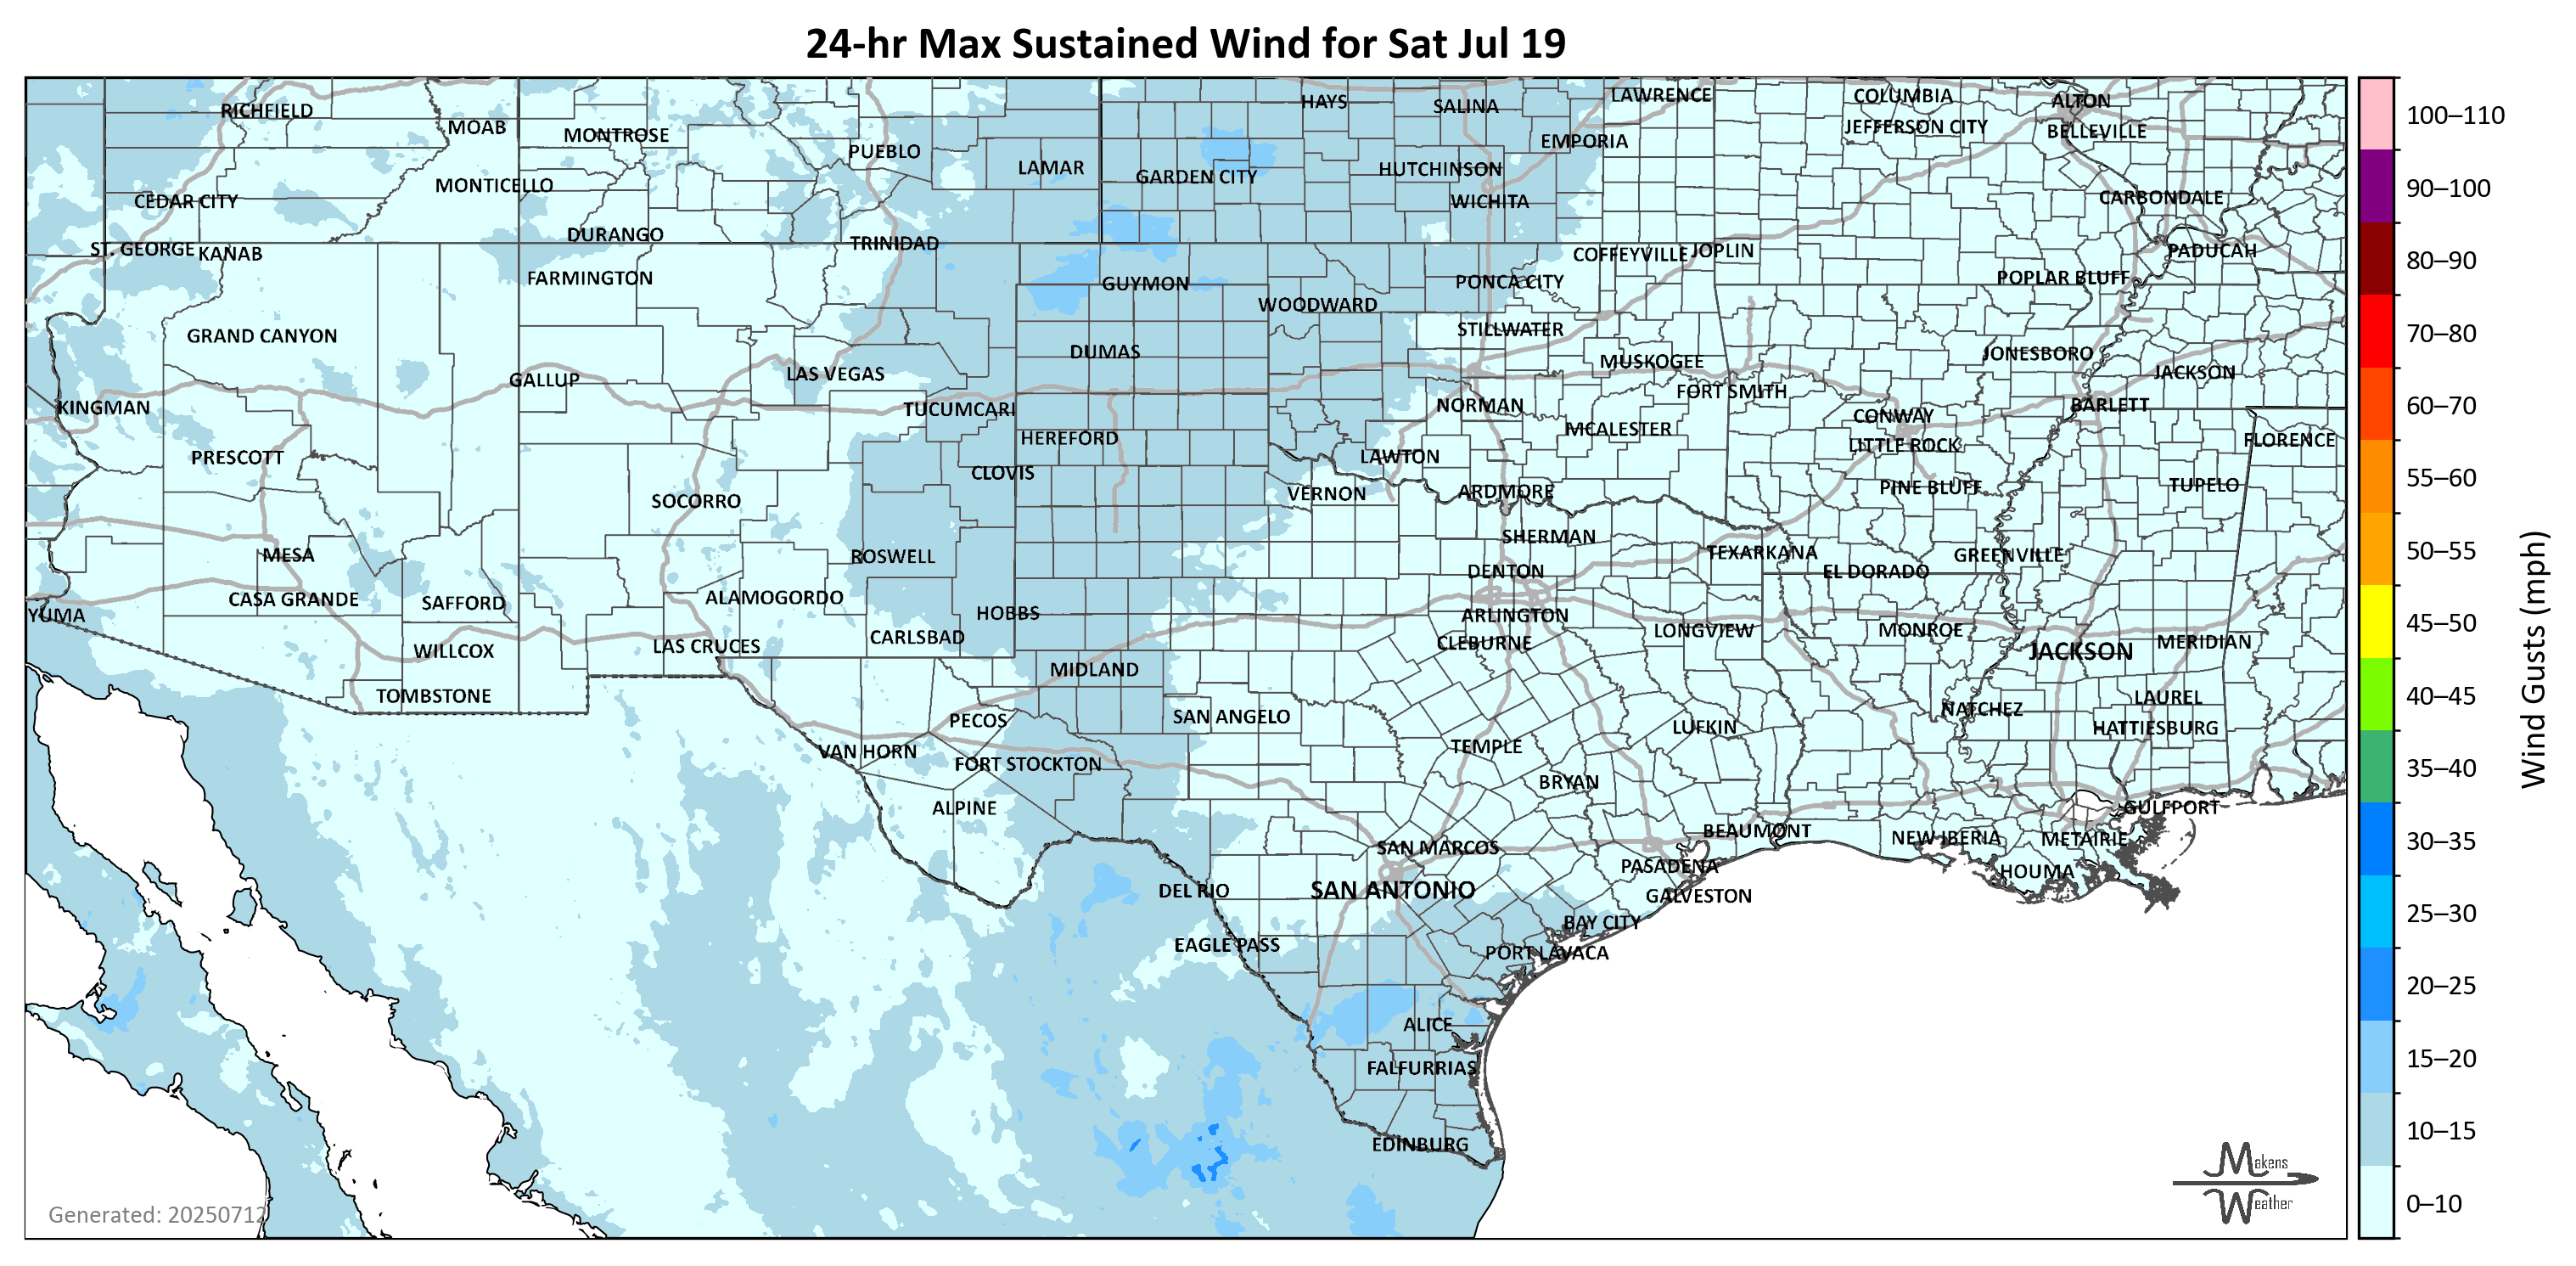 24-hr Max Sustained Wind for Sat Jul 19
RICHFIELD
MOAB
MONTROSE
PUEBLO
LAMAR
HAYS
SALINA
LAWRENCE
EMPORIA
COLUMBIA
JEFFERSON CITY
ALTON
BELLEVILLE
CEDAR CITY
MONTICELLO
GARDEN CITY
HUTCHINSON
WICHITA
CARBONDALE
ST. GEORGE
KANAB
DURANGO
TRINIDAD
COFFEYVILLE
JOPLIN
PADUCAH
FARMINGTON
GUYMON
WOODWARD
PONCA CITY
POPLAR BLUFF
GRAND CANYON
DUMAS
STILLWATER
MUSKOGEE
JONESBORO
GALLUP
LAS VEGAS
FORT SMITH
JACKSON
KINGMAN
TUCUMCARI
NORMAN
CONWAY
BARLETT
PRESCOTT
HEREFORD
MCALESTER
LITTLE ROCK
FLORENCE
CLOVIS
LAWTON
SOCORRO
VERNON
ARDMORE
PINE BLUFF
TUPELO
MESA
ROSWELL
SHERMAN
TEXARKANA
GREENVILLE
DENTON
EL DORADO
YUMA
CASA GRANDE
SAFFORD
ALAMOGORDO
HOBBS
ARLINGTON
WILLCOX
LAS CRUCES
CARLSBAD
CLEBURNE
LONGVIEW
MONROE
JACKSON
MERIDIAN
TOMBSTONE
MIDLAND
LAUREL
PECOS
SAN ANGELO
LUFKIN
NATCHEZ
HATTIESBURG
VAN HORN
FORT STOCKTON
TEMPLE
BRYAN
ALPINE
GULFPORT
SAN MARCOS
BEAUMONT
NEW IBERIA
METAIRIE
DEL RIO
SAN ANTONIO
PASADENA
GALVESTON
HOUMA
EAGLE PASS
BAY CITY
PORT LAVACA
ALICE
FALFURRIAS
EDINBURG
Generated: 20250712
Makens
Weather
100–110
90–100
80–90
70–80
60–70
55–60
50–55
45–50
40–45
35–40
30–35
25–30
20–25
15–20
10–15
0–10
Wind Gusts (mph)